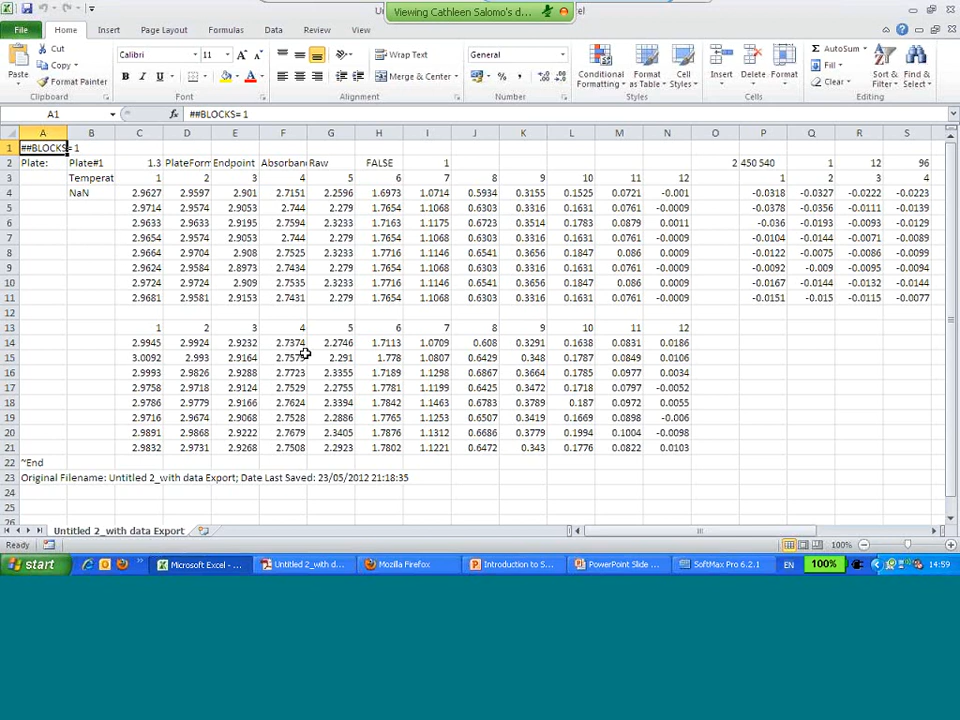 Viewing Cathleen Salomo's d...
File Home Insert Page Layout Formulas Data Review View
Cut
Copy
Format Painter
Paste
Clipboard
Calibri 11
Font
Wrap Text
Merge & Center
Alignment
General
Number
Conditional Formatting
Format as Table
Cell Styles
Styles
Insert Delete Format
Cells
AutoSum
Fill
Clear
Sort & Filter
Find & Select
Editing
A1 fx ##BLOCKS= 1
A B C D E F G H I J K L M N O P Q R S
1 ##BLOCKS= 1
2 Plate: Plate#1 1.3 PlateForm Endpoint Absorban Raw FALSE 1 2 450 540 1 12 96
3 Temperat 1 2 3 4 5 6 7 8 9 10 11 12 1 2 3 4
4 NaN 2.9627 2.9597 2.901 2.7151 2.2596 1.6973 1.0714 0.5934 0.3155 0.1525 0.0721 -0.001 -0.0318 -0.0327 -0.0222 -0.0223
5 2.9714 2.9574 2.9053 2.744 2.279 1.7654 1.1068 0.6303 0.3155 0.1631 0.0761 -0.0009 -0.0378 -0.0356 -0.0111 -0.0139
6 2.9633 2.9633 2.9195 2.7594 2.3233 1.7163 1.1175 0.6723 0.3514 0.1783 0.0879 0.0011 -0.036 -0.0193 -0.0093 -0.0129
7 2.9654 2.9574 2.9053 2.744 2.279 1.7654 1.1068 0.6303 0.3155 0.1631 0.0761 -0.0009 -0.0104 -0.0144 -0.0071 -0.0089
8 2.9664 2.9704 2.908 2.7525 2.3233 1.7716 1.1146 0.6541 0.3656 0.1847 0.086 0.0009 -0.0122 -0.0075 -0.0086 -0.0099
9 2.9624 2.9584 2.8973 2.7434 2.279 1.7654 1.1068 0.6303 0.3155 0.1631 0.0761 -0.0009 -0.0092 -0.009 -0.0095 -0.0094
10 2.9724 2.9724 2.909 2.7535 2.3233 1.7716 1.1146 0.6541 0.3656 0.1847 0.086 0.0009 -0.0167 -0.0144 -0.0132 -0.0144
11 2.9681 2.9581 2.9153 2.7431 2.279 1.7654 1.1068 0.6303 0.3155 0.1631 0.0761 -0.0009 -0.0151 -0.015 -0.0115 -0.0077
12
13 1 2 3 4 5 6 7 8 9 10 11 12
14 2.9945 2.9924 2.9232 2.7374 2.2746 1.7113 1.0709 0.608 0.3291 0.1638 0.0831 0.0186
15 3.0092 2.993 2.9164 2.291 1.778 1.0807 0.6429 0.348 0.1787 0.0849 0.0106
16 2.9993 2.9826 2.9288 2.7723 2.3355 1.7189 1.1298 0.6867 0.3664 0.1785 0.0977 0.0034
17 2.9758 2.9718 2.9124 2.7529 2.2755 1.7781 1.1199 0.6425 0.3472 0.1718 0.0797 -0.0052
18 2.9786 2.9779 2.9166 2.7624 2.3394 1.7842 1.1463 0.6783 0.3789 0.187 0.0972 0.0055
19 2.9716 2.9674 2.9068 2.7528 2.2886 1.7765 1.1253 0.6507 0.3419 0.1669 0.0898 -0.006
20 2.9891 2.9868 2.9222 2.7679 2.3405 1.7876 1.1312 0.6686 0.3779 0.1994 0.1004 -0.0098
21 2.9832 2.9731 2.9268 2.7508 2.2923 1.7802 1.1221 0.6472 0.343 0.1776 0.0822 0.0103
22 ~End
23 Original Filename: Untitled 2_with data Export; Date Last Saved: 23/05/2012 21:18:35
24
25
26
Untitled 2_with data Export
Ready 100%
start Microsoft Excel - ... Untitled 2_with d... Mozilla Firefox Introduction to S... PowerPoint Slide ... SoftMax Pro 6.2.1 EN 100% 14:59